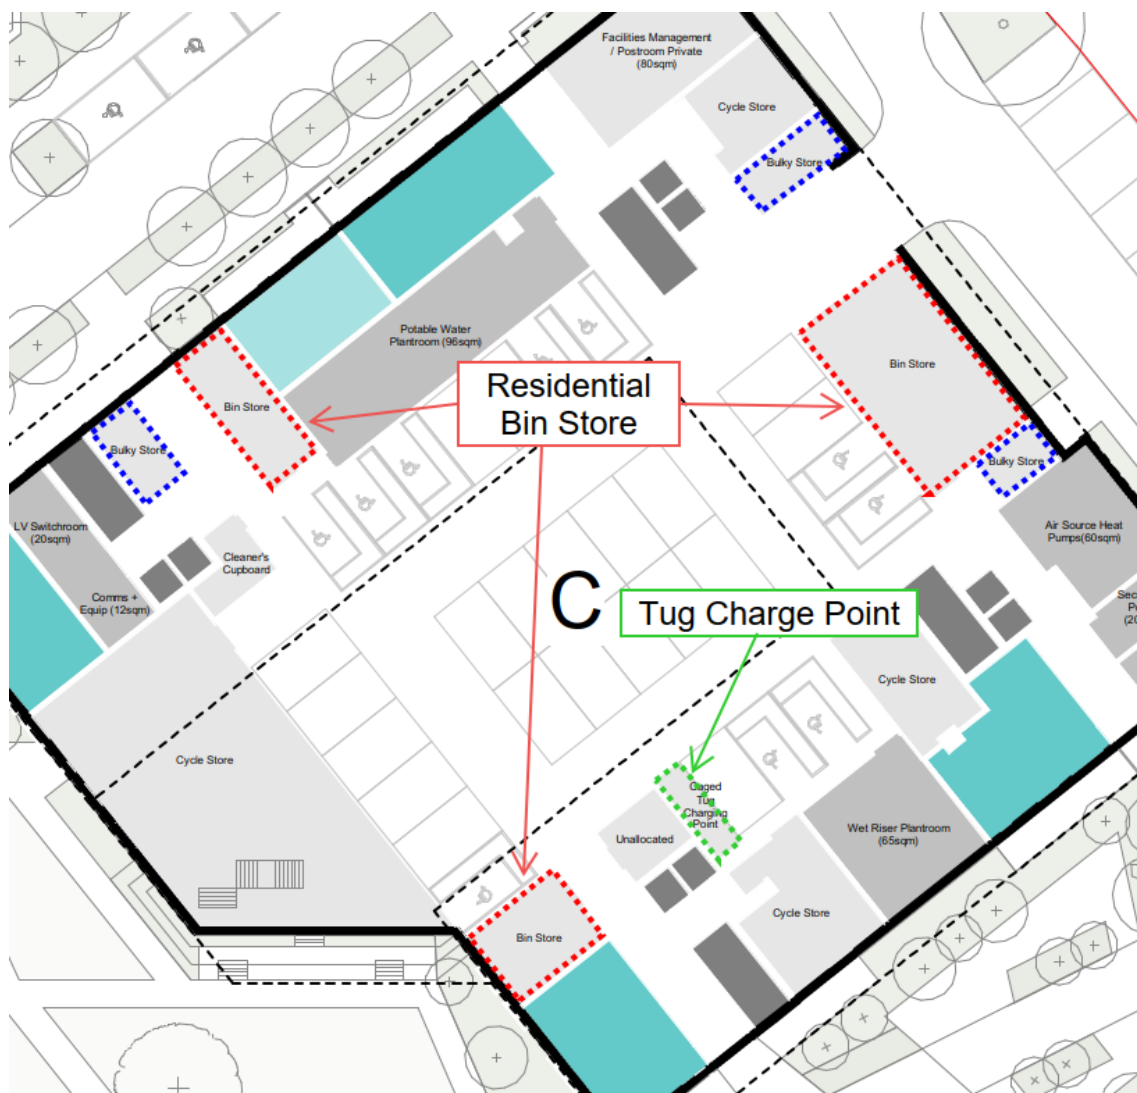 Facilities Management
/ Postroom Private
(80sqm)
Cycle Store
Bulky Store
Potable Water
Plantroom (96sqm)
Bin Store
Residential
Bin Store
Bin Store
Bulky Store
Bulky Store
LV Switchroom
(20sqm)
Air Source Heat
Pumps(60sqm)
Cleaner's
Cupboard
Comms +
Equip (12sqm)
C
Tug Charge Point
Cycle Store
Cycle Store
Caged
Tug
Charging
Point
Unallocated
Wet Riser Plantroom
(65sqm)
Cycle Store
Bin Store